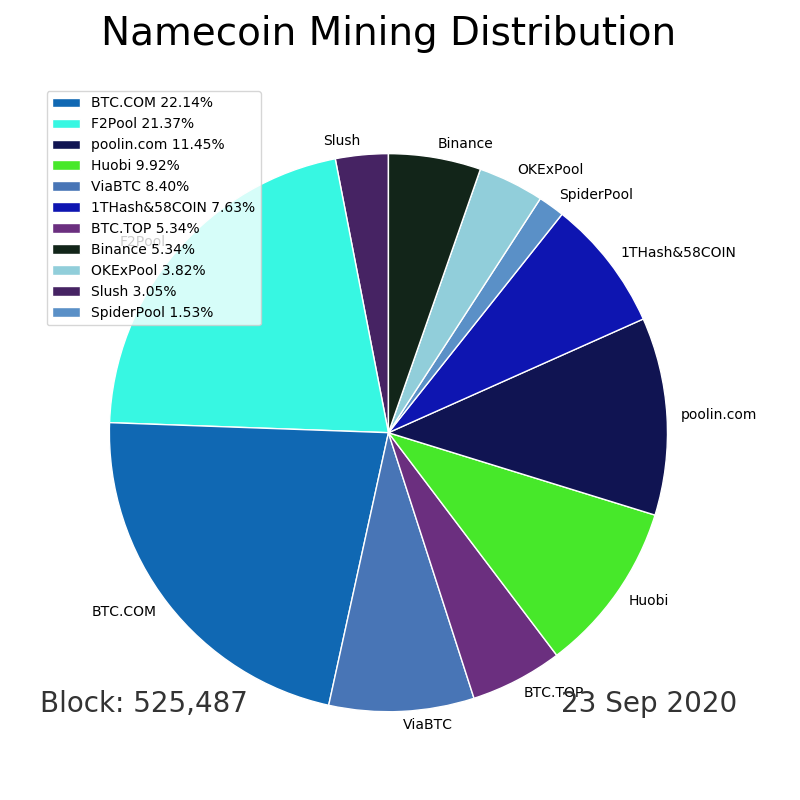 Namecoin Mining Distribution
BTC.COM 22.14%
F2Pool 21.37%
poolin.com 11.45%
Huobi 9.92%
ViaBTC 8.40%
1THash&58COIN 7.63%
BTC.TOP 5.34%
Binance 5.34%
OKExPool 3.82%
Slush 3.05%
SpiderPool 1.53%
Slush
Binance
OKExPool
SpiderPool
F2Pool
1THash&58COIN
poolin.com
Huobi
BTC.COM
BTC.TOP
ViaBTC
Block: 525,487
23 Sep 2020